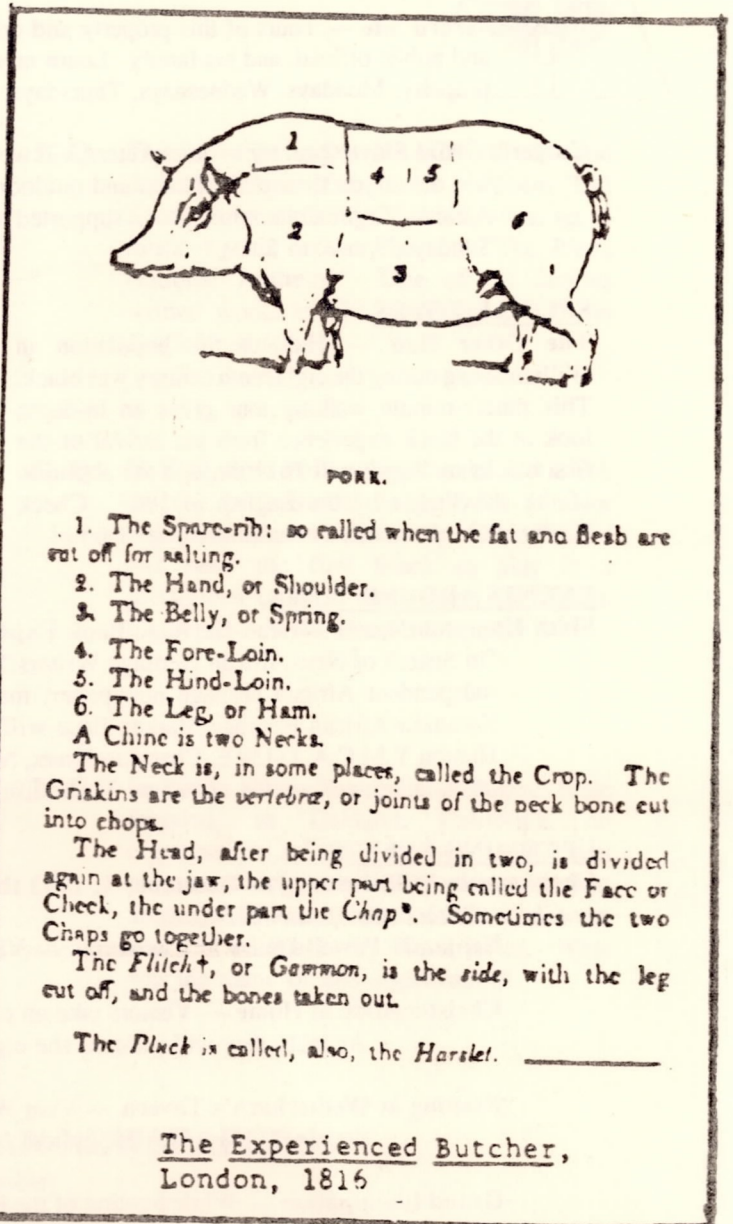 1
2
3
4
5
6
PORK.
1. The Spare-rib: so called when the fat and flesh are
cut off for salting.
2. The Hand, or Shoulder.
3. The Belly, or Spring.
4. The Fore-Loin.
5. The Hind-Loin.
6. The Leg, or Ham.
A Chine is two Necks.
The Neck is, in some places, called the Crop. The
Griskins are the vertebræ, or joints of the neck bone cut
into chops.
The Head, after being divided in two, is divided
again at the jaw, the upper part being called the Face or
Cheek, the under part the Chap*. Sometimes the two
Chaps go together.
The Flitch†, or Gammon, is the side, with the leg
cut off, and the bones taken out.
The Pluck is called, also, the Harslet.
The Experienced Butcher,
London, 1816